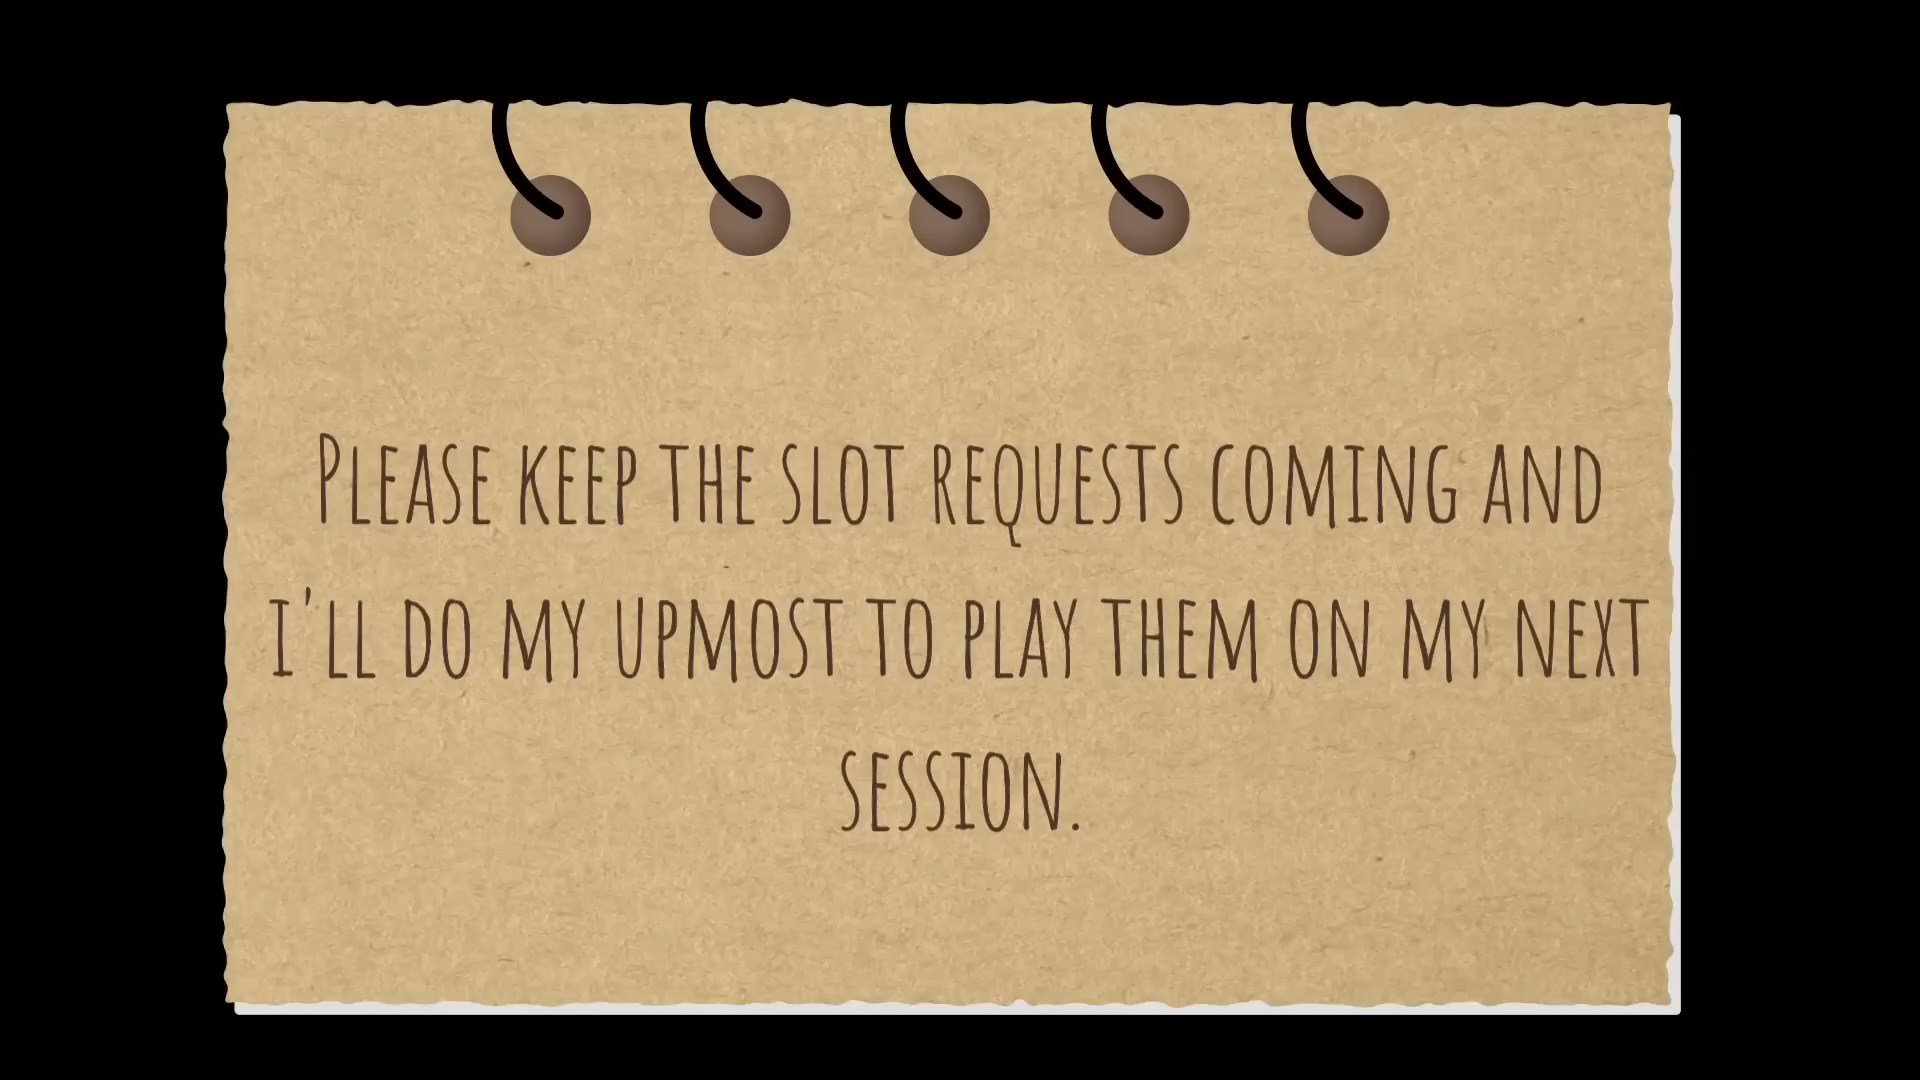 Please keep the slot requests coming and
i'll do my upmost to play them on my next
session.